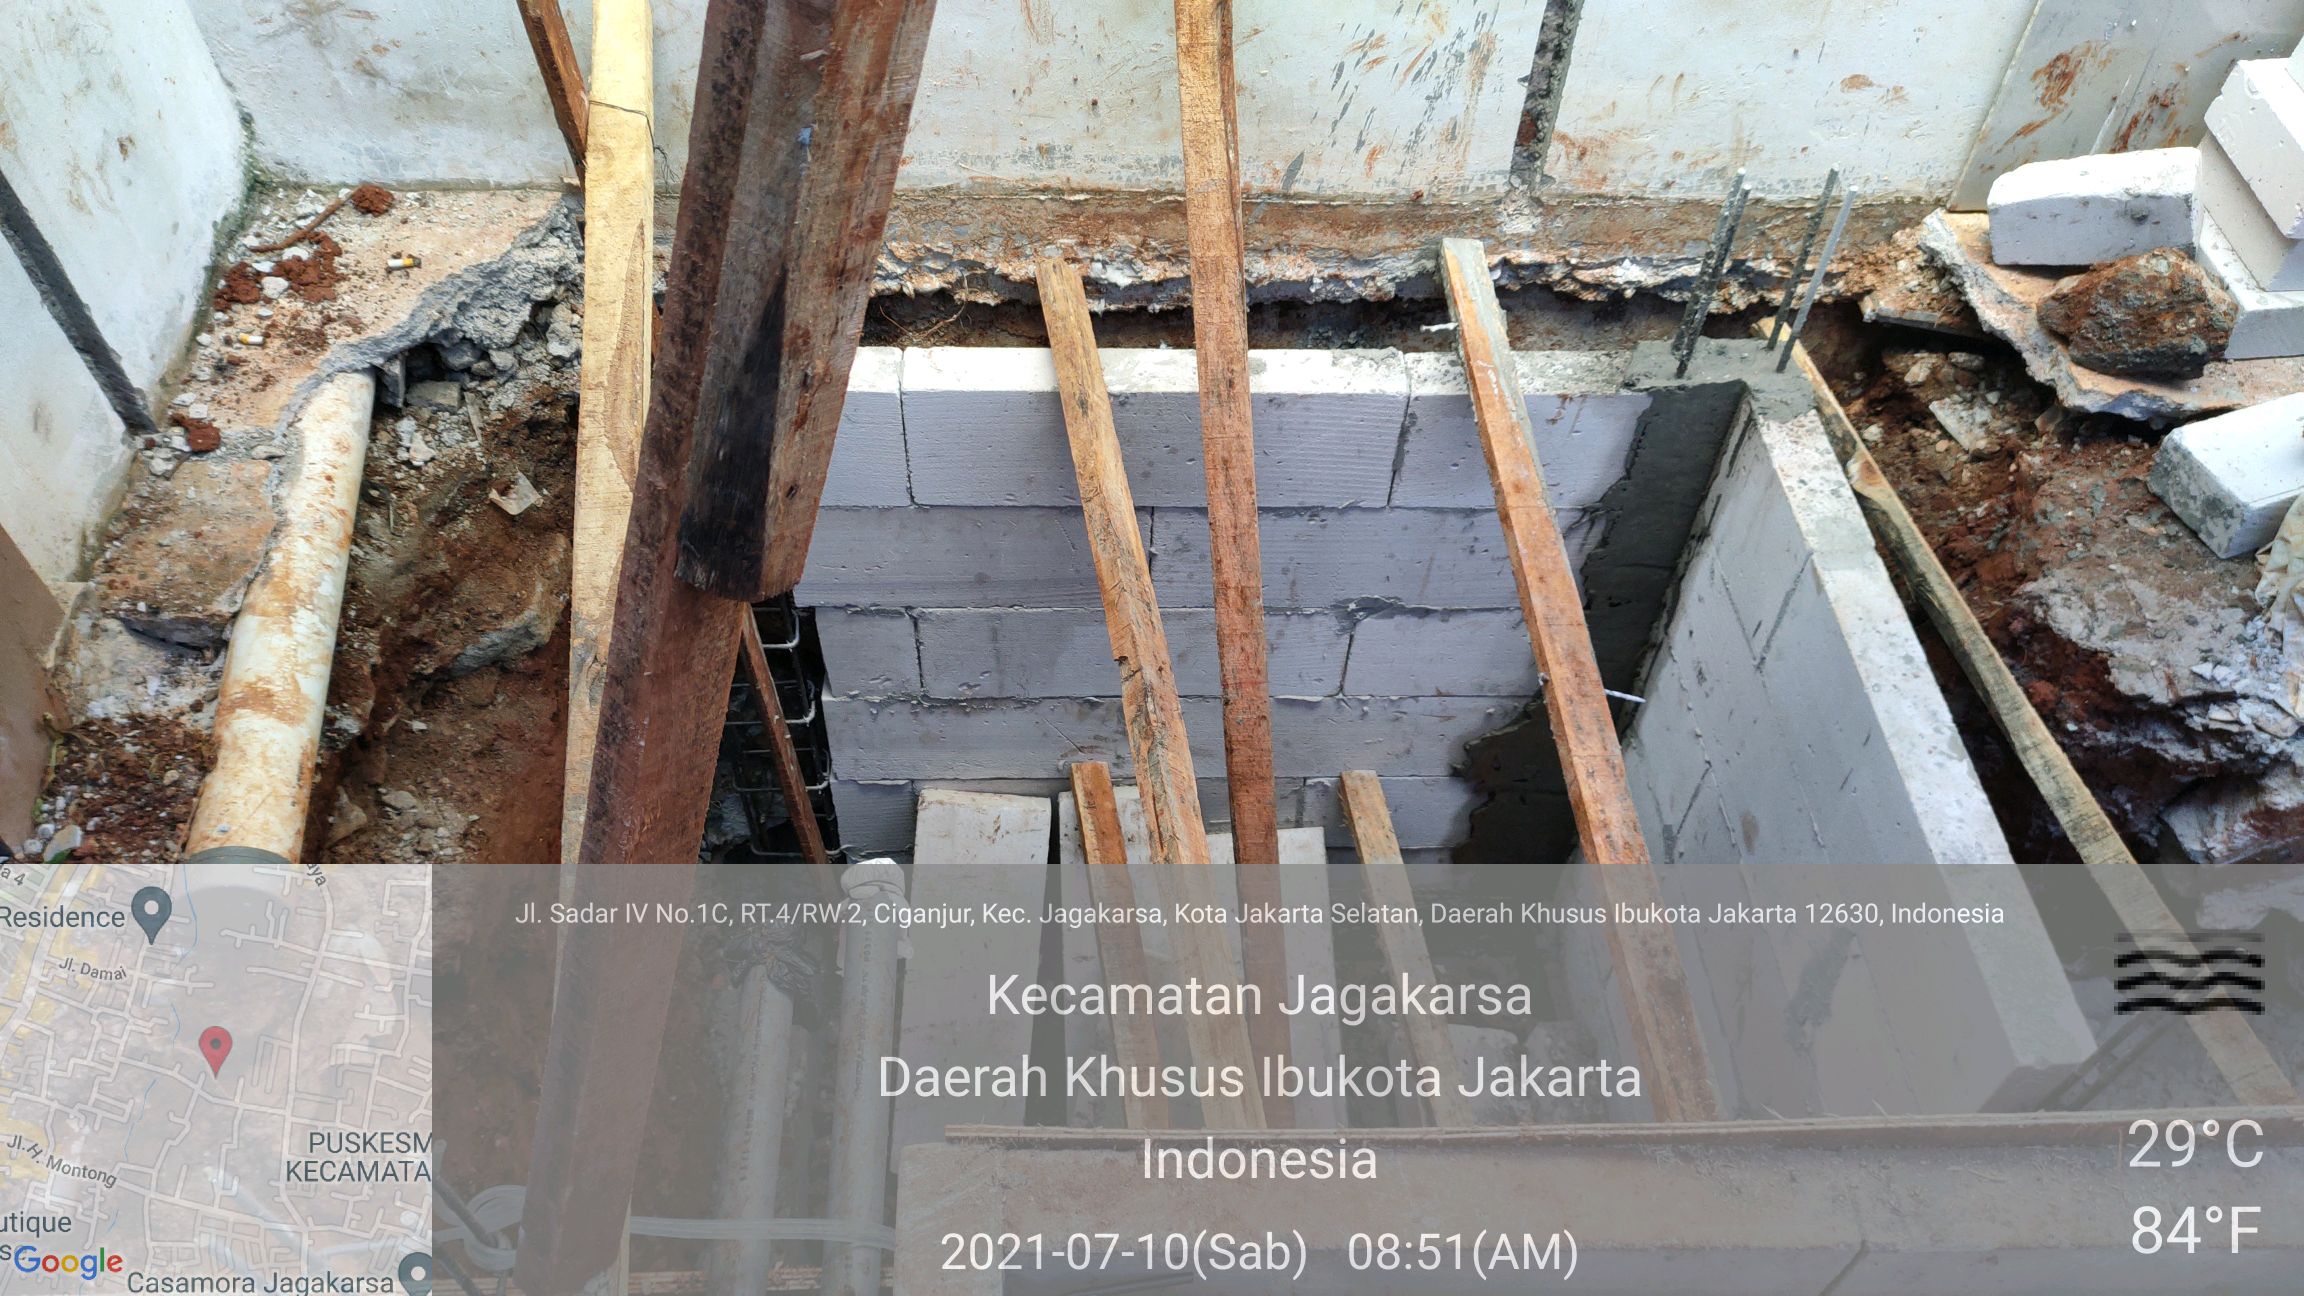 Jl. Sadar IV No.1C, RT.4/RW.2, Ciganjur, Kec. Jagakarsa, Kota Jakarta Selatan, Daerah Khusus Ibukota Jakarta 12630, Indonesia
Kecamatan Jagakarsa
Daerah Khusus Ibukota Jakarta
Indonesia
2021-07-10(Sab) 08:51(AM)
29°C
84°F
Residence
Jl. Damai
Jl. H. Montong
PUSKESM
KECAMATA
Google
Casamora Jagakarsa